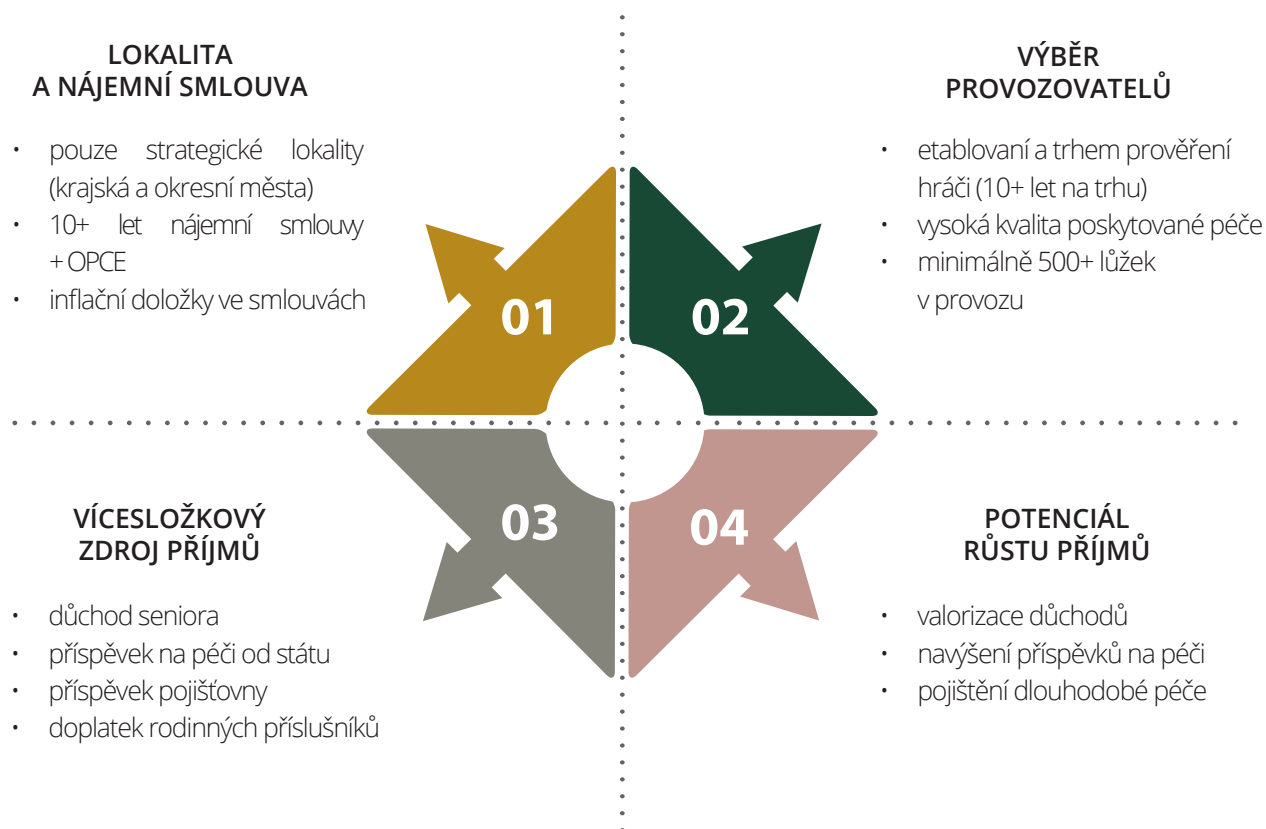 LOKALITA
A NÁJEMNÍ SMLOUVA
• pouze strategické lokality
(krajská a okresní města)
• 10+ let nájemní smlouvy
+ OPCE
• inflační doložky ve smlouvách
01
VÝBĚR
PROVOZOVATELŮ
• etablovaní a trhem prověření
hráči (10+ let na trhu)
• vysoká kvalita poskytované péče
• minimálně 500+ lůžek
v provozu
02
VÍCESLOŽKOVÝ
ZDROJ PŘÍJMŮ
• důchod seniora
• příspěvek na péči od státu
• příspěvek pojišťovny
• doplatek rodinných příslušníků
03
POTENCIÁL
RŮSTU PŘÍJMŮ
• valorizace důchodů
• navýšení příspěvků na péči
• pojištění dlouhodobé péče
04